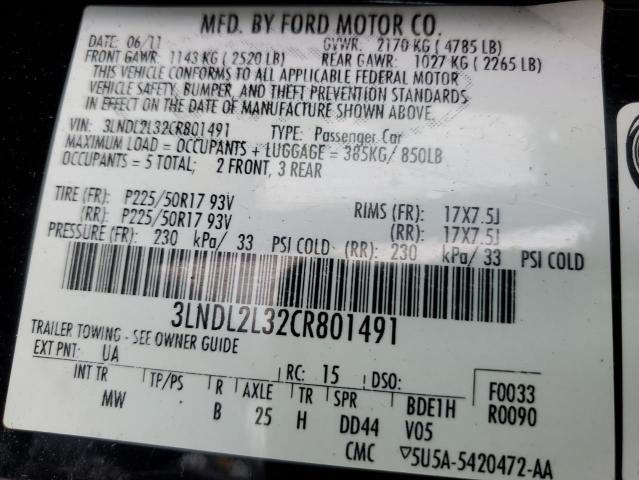 MFD. BY FORD MOTOR CO.
DATE: 06/11 GVWR: 2170 KG (4785 LB)
FRONT GAWR: 1143 KG (2520 LB) REAR GAWR: 1027 KG (2265 LB)
THIS VEHICLE CONFORMS TO ALL APPLICABLE FEDERAL MOTOR
VEHICLE SAFETY, BUMPER, AND THEFT PREVENTION STANDARDS
IN EFFECT ON THE DATE OF MANUFACTURE SHOWN ABOVE.
VIN: 3LNDL2L32CR801491 TYPE: Passenger Car
MAXIMUM LOAD = OCCUPANTS + LUGGAGE = 385KG/ 850LB
OCCUPANTS = 5 TOTAL; 2 FRONT, 3 REAR
TIRE (FR): P225/50R17 93V RIMS (FR): 17X7.5J
(RR): P225/50R17 93V (RR): 17X7.5J
PRESSURE (FR): 230 kPa/ 33 PSI COLD (RR): 230 kPa/ 33 PSI COLD
3LNDL2L32CR801491
TRAILER TOWING - SEE OWNER GUIDE
EXT PNT: UA RC: 15 DSO: F0033
INT TR TP/PS R AXLE TR SPR BDE1H R0090
MW B 25 H DD44 V05
CMC ▽5U5A-5420472-AA